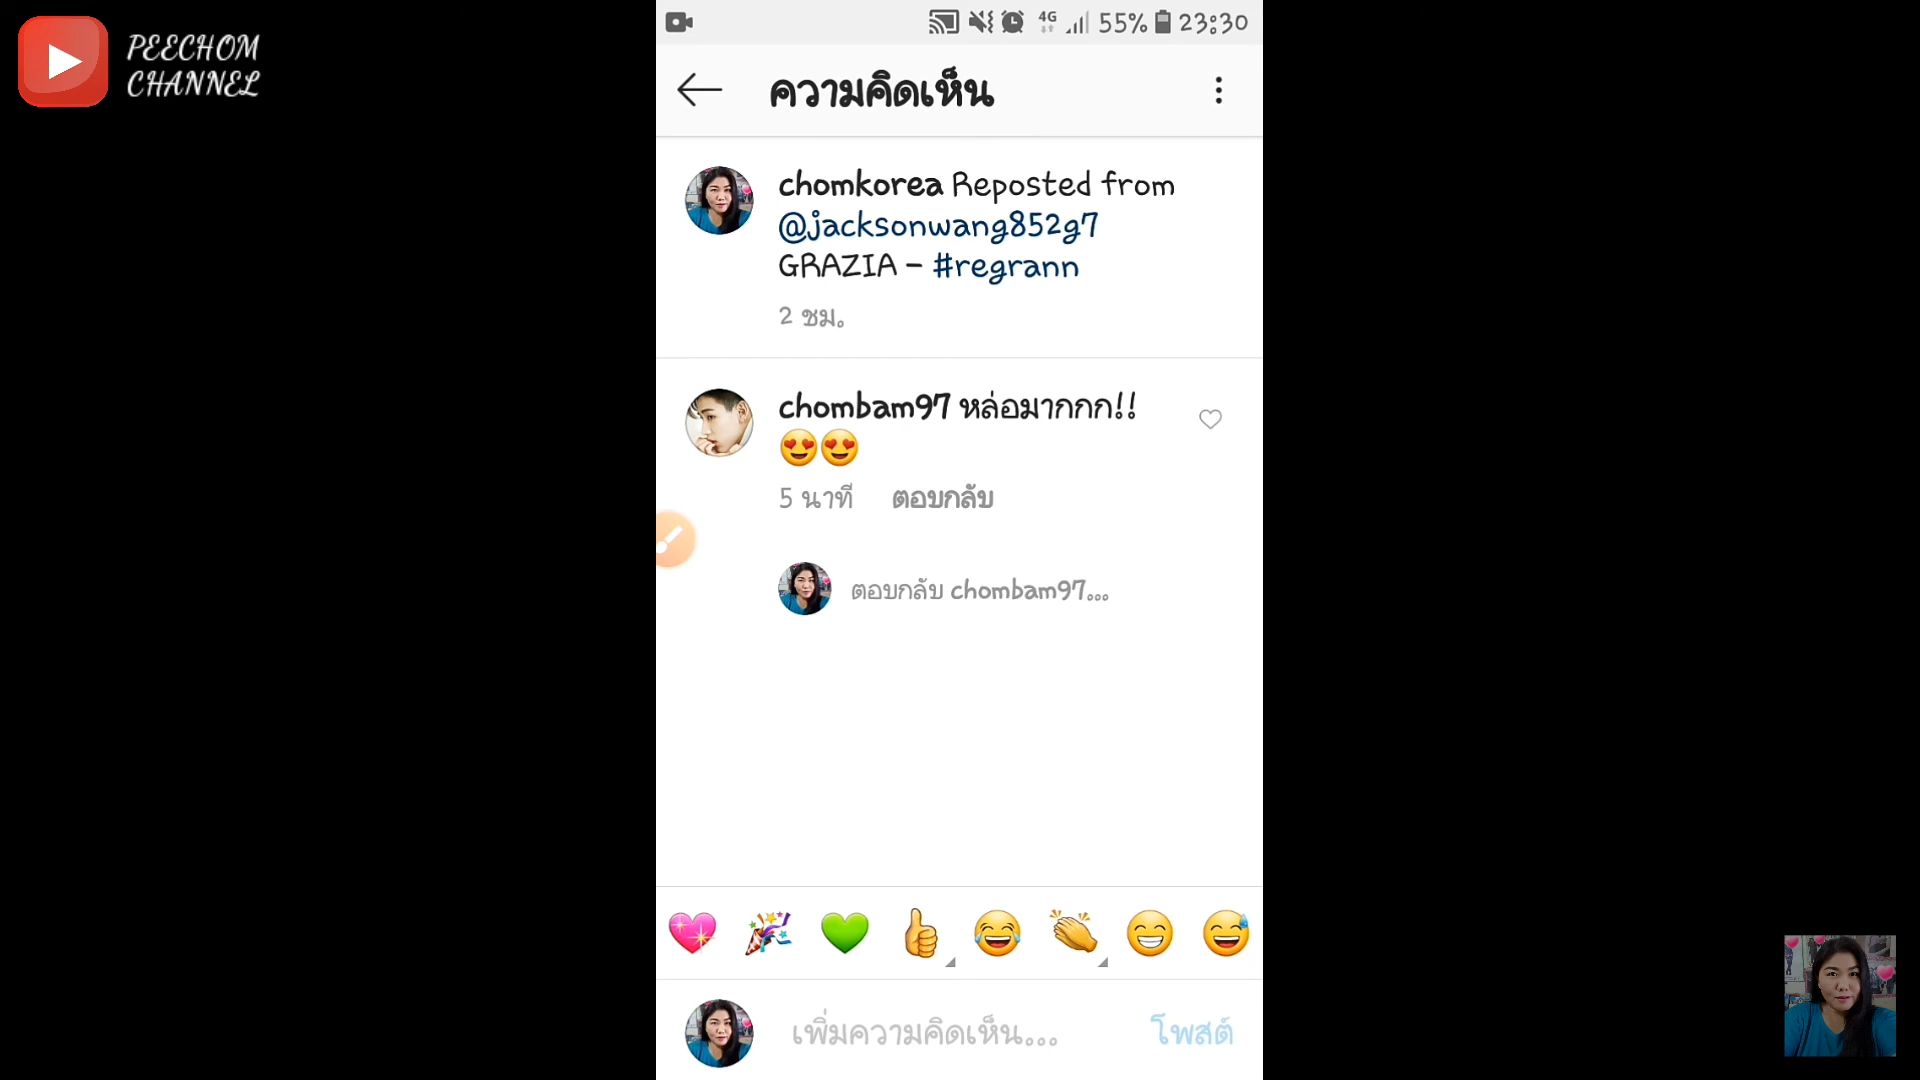 PEECHOM
CHANNEL
4G 55% 23:30
ความคิดเห็น
chomkorea Reposted from
@jacksonwang852g7
GRAZIA - #regrann
2 ชม.
chombam97 หล่อมากกก!!
😍😍
5 นาที ตอบกลับ
ตอบกลับ chombam97...
เพิ่มความคิดเห็น... โพสต์